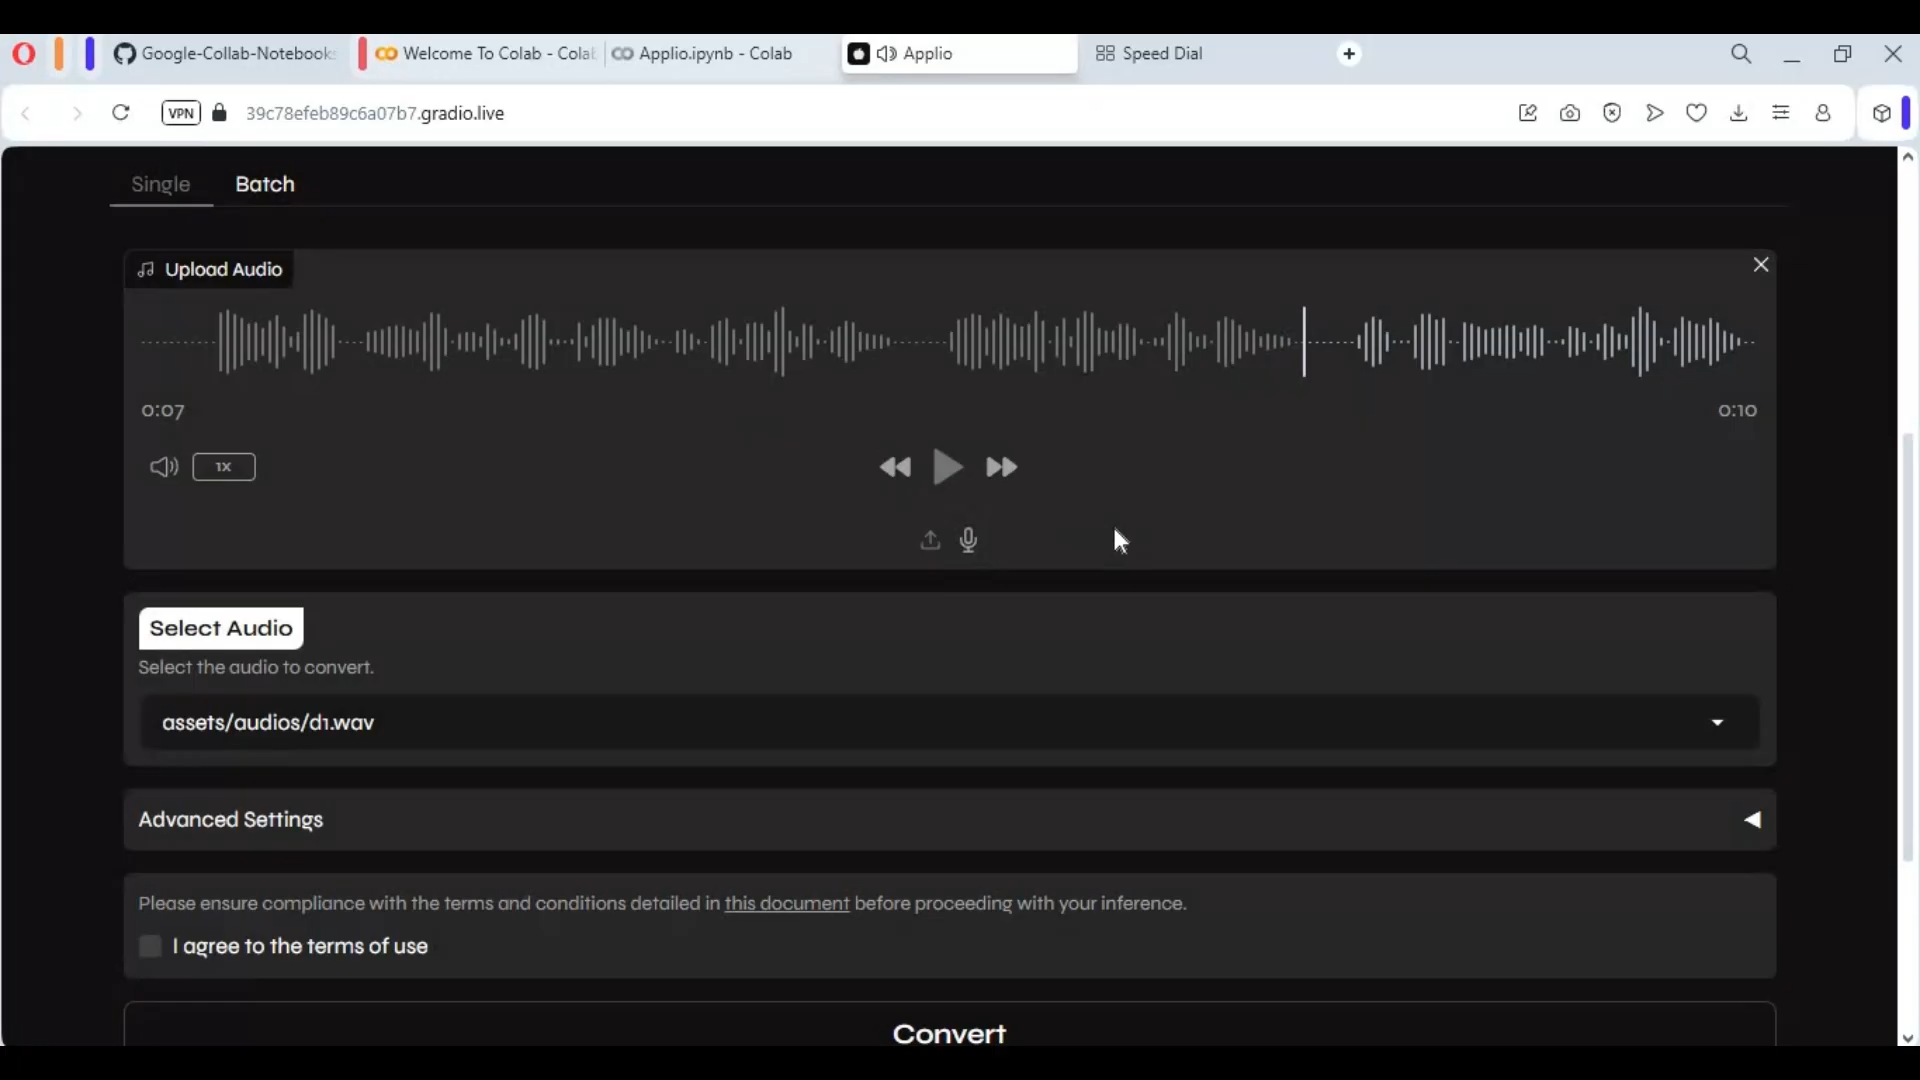 Google-Collab-Notebooks
Welcome To Colab - Colab
Applio.ipynb - Colab
Applio
Speed Dial
VPN
39c78efeb89c6a07b7.gradio.live
Single
Batch
Upload Audio
0:07
0:10
1X
Select Audio
Select the audio to convert.
assets/audios/d1.wav
Advanced Settings
Please ensure compliance with the terms and conditions detailed in this document before proceeding with your inference.
I agree to the terms of use
Convert